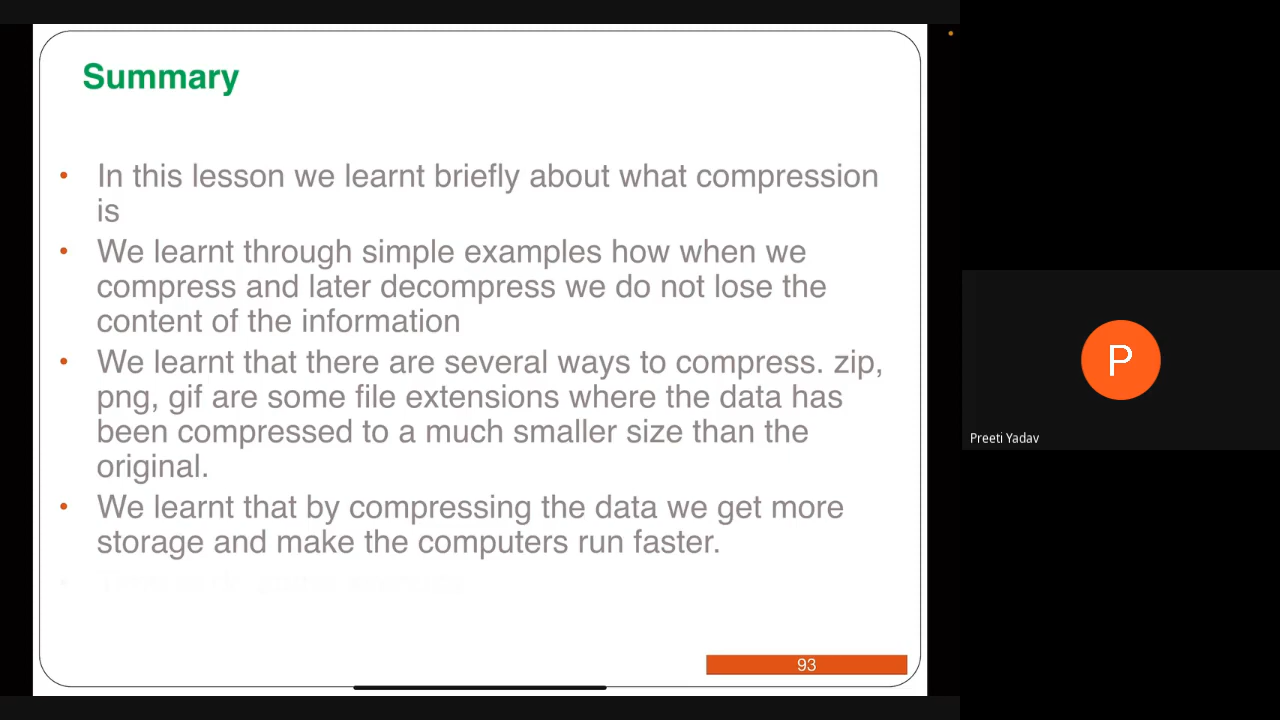 Summary
• In this lesson we learnt briefly about what compression
is
• We learnt through simple examples how when we
compress and later decompress we do not lose the
content of the information
• We learnt that there are several ways to compress. zip,
png, gif are some file extensions where the data has
been compressed to a much smaller size than the
original.
• We learnt that by compressing the data we get more
storage and make the computers run faster.
93
P
Preeti Yadav